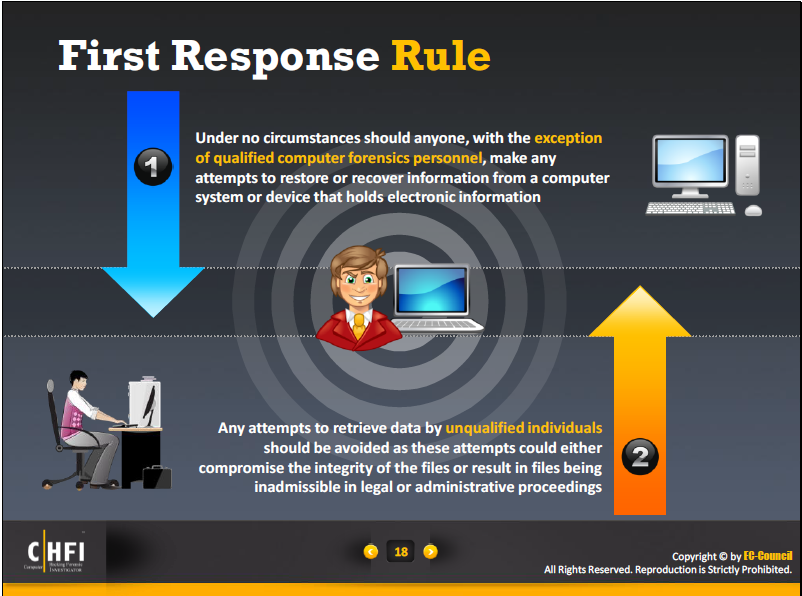 First Response Rule
1
Under no circumstances should anyone, with the exception
of qualified computer forensics personnel, make any
attempts to restore or recover information from a computer
system or device that holds electronic information
Any attempts to retrieve data by unqualified individuals
should be avoided as these attempts could either
compromise the integrity of the files or result in files being
inadmissible in legal or administrative proceedings
2
CHFI
Computer Hacking Forensic
INVESTIGATOR
18
Copyright © by EC-Council
All Rights Reserved. Reproduction is Strictly Prohibited.